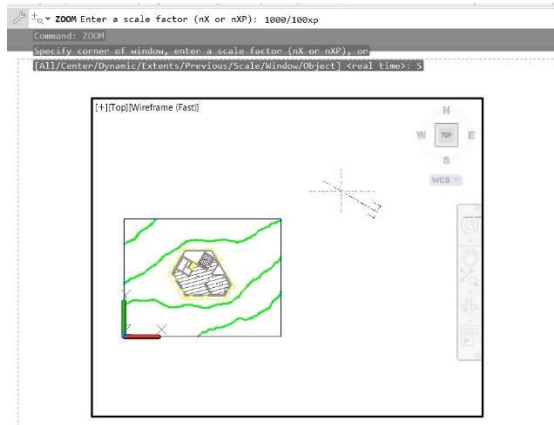 ZOOM Enter a scale factor (nX or nXP): 1000/100xp
Command: ZOOM
Specify corner of window, enter a scale factor (nX or nXP), or
[All/Center/Dynamic/Extents/Previous/Scale/Window/Object] <real time>: S
[+][Top][Wireframe (Fast)]
N
W TOP E
S
WCS
Y
X